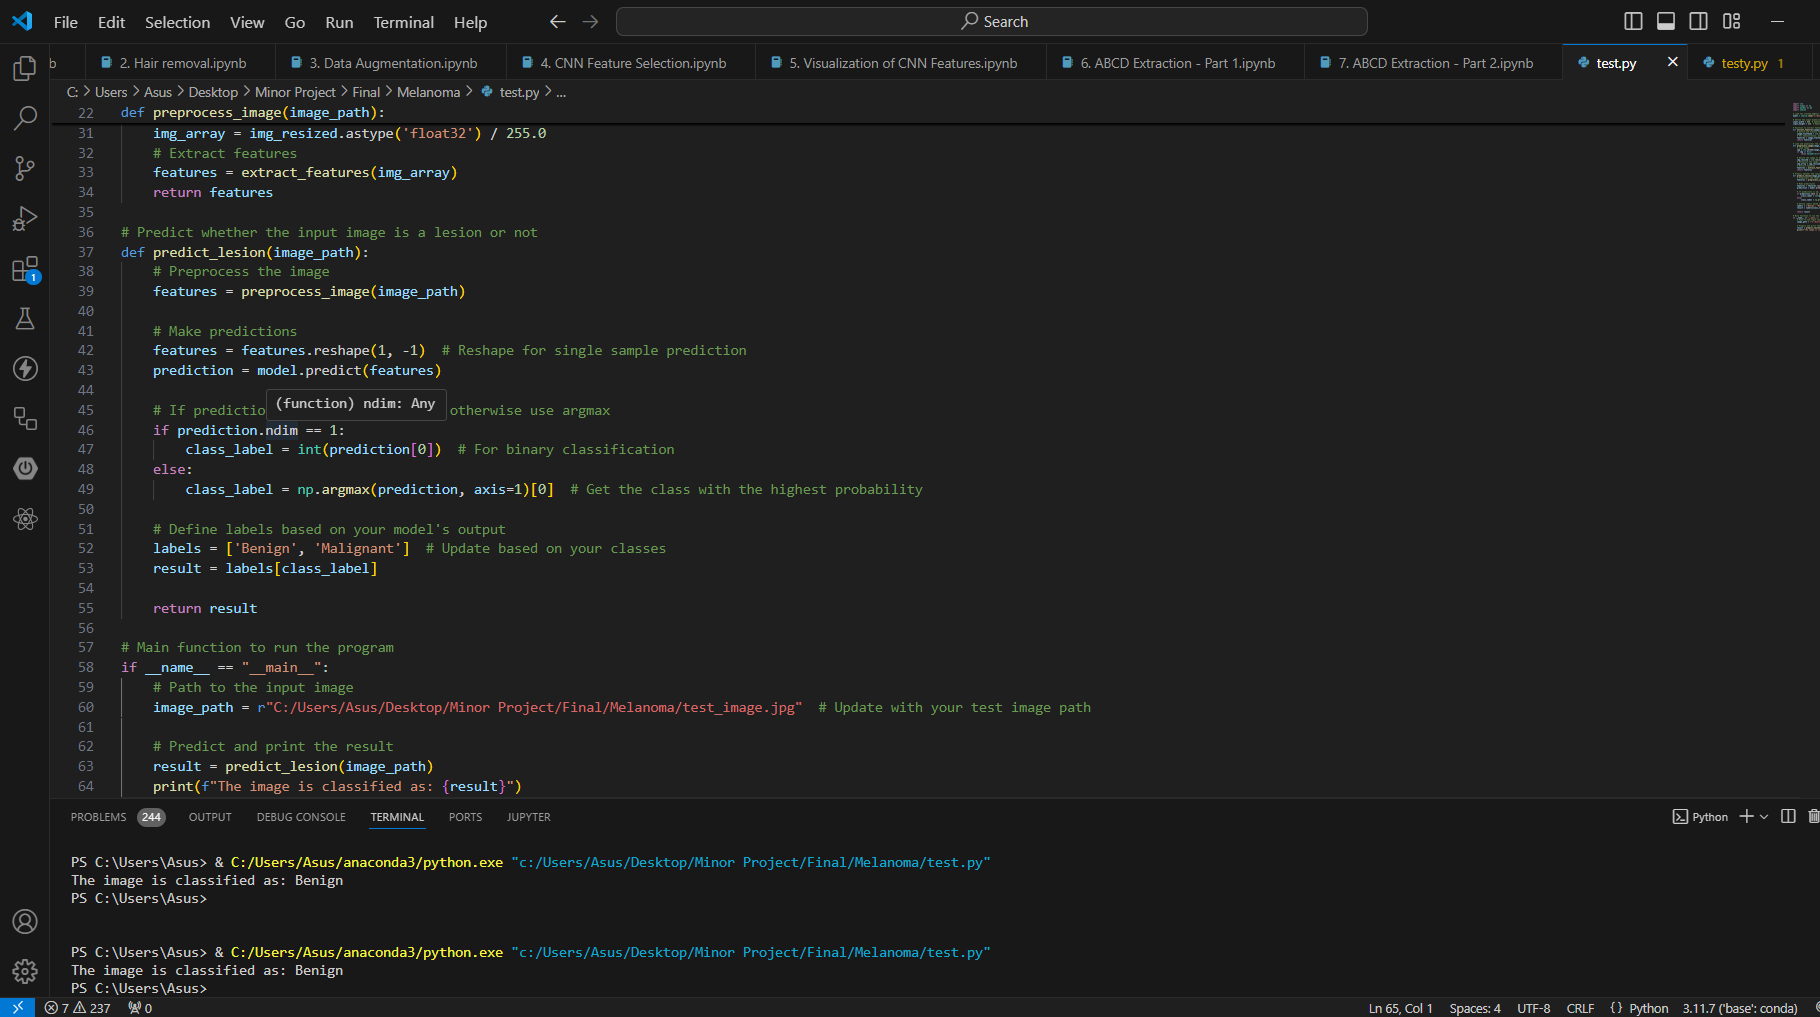 File Edit Selection View Go Run Terminal Help Search
b 2. Hair removal.ipynb 3. Data Augmentation.ipynb 4. CNN Feature Selection.ipynb 5. Visualization of CNN Features.ipynb 6. ABCD Extraction - Part 1.ipynb 7. ABCD Extraction - Part 2.ipynb test.py testy.py 1
C: > Users > Asus > Desktop > Minor Project > Final > Melanoma > test.py > ...
22 def preprocess_image(image_path):
31 img_array = img_resized.astype('float32') / 255.0
32 # Extract features
33 features = extract_features(img_array)
34 return features
35
36 # Predict whether the input image is a lesion or not
37 def predict_lesion(image_path):
38 # Preprocess the image
39 features = preprocess_image(image_path)
40
41 # Make predictions
42 features = features.reshape(1, -1) # Reshape for single sample prediction
43 prediction = model.predict(features)
44
(function) ndim: Any
45 # If predictio otherwise use argmax
46 if prediction.ndim == 1:
47 class_label = int(prediction[0]) # For binary classification
48 else:
49 class_label = np.argmax(prediction, axis=1)[0] # Get the class with the highest probability
50
51 # Define labels based on your model's output
52 labels = ['Benign', 'Malignant'] # Update based on your classes
53 result = labels[class_label]
54
55 return result
56
57 # Main function to run the program
58 if __name__ == "__main__":
59 # Path to the input image
60 image_path = r"C:/Users/Asus/Desktop/Minor Project/Final/Melanoma/test_image.jpg" # Update with your test image path
61
62 # Predict and print the result
63 result = predict_lesion(image_path)
64 print(f"The image is classified as: {result}")
1
PROBLEMS 244 OUTPUT DEBUG CONSOLE TERMINAL PORTS JUPYTER Python
PS C:\Users\Asus> & C:/Users/Asus/anaconda3/python.exe "c:/Users/Asus/Desktop/Minor Project/Final/Melanoma/test.py"
The image is classified as: Benign
PS C:\Users\Asus>
PS C:\Users\Asus> & C:/Users/Asus/anaconda3/python.exe "c:/Users/Asus/Desktop/Minor Project/Final/Melanoma/test.py"
The image is classified as: Benign
PS C:\Users\Asus>
7 237 0 Ln 65, Col 1 Spaces: 4 UTF-8 CRLF {} Python 3.11.7 ('base': conda)